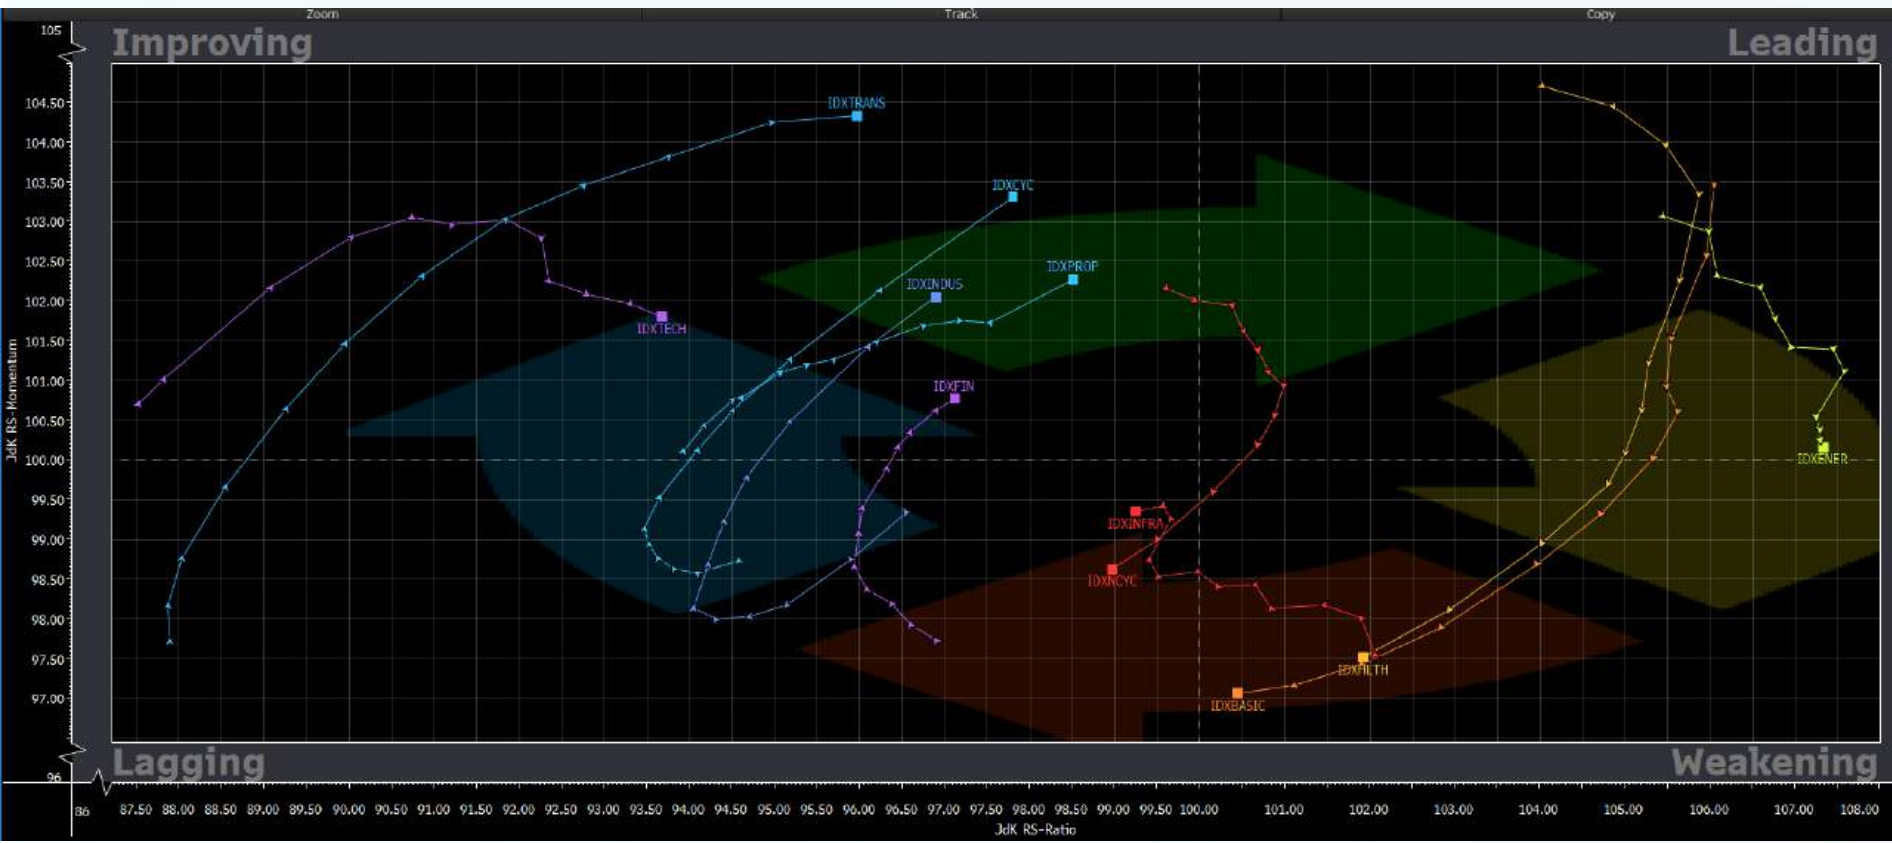 Zoom Track Copy
105
Improving Leading
104.50
IDXTRANS
104.00
103.50
IDXCYC
103.00
102.50
IDXPROP
IDXINDUS
102.00
IDXTECH
101.50
101.00
IDXFIN
100.50
100.00
IDXENER
99.50
IDXINFRA
99.00
98.50
IDXNCYC
98.00
97.50
IDXHLTH
97.00
IDXBASIC
JdK RS-Momentum
Lagging Weakening
96
86 87.50 88.00 88.50 89.00 89.50 90.00 90.50 91.00 91.50 92.00 92.50 93.00 93.50 94.00 94.50 95.00 95.50 96.00 96.50 97.00 97.50 98.00 98.50 99.00 99.50 100.00 101.00 102.00 103.00 104.00 105.00 106.00 107.00 108.00
JdK RS-Ratio